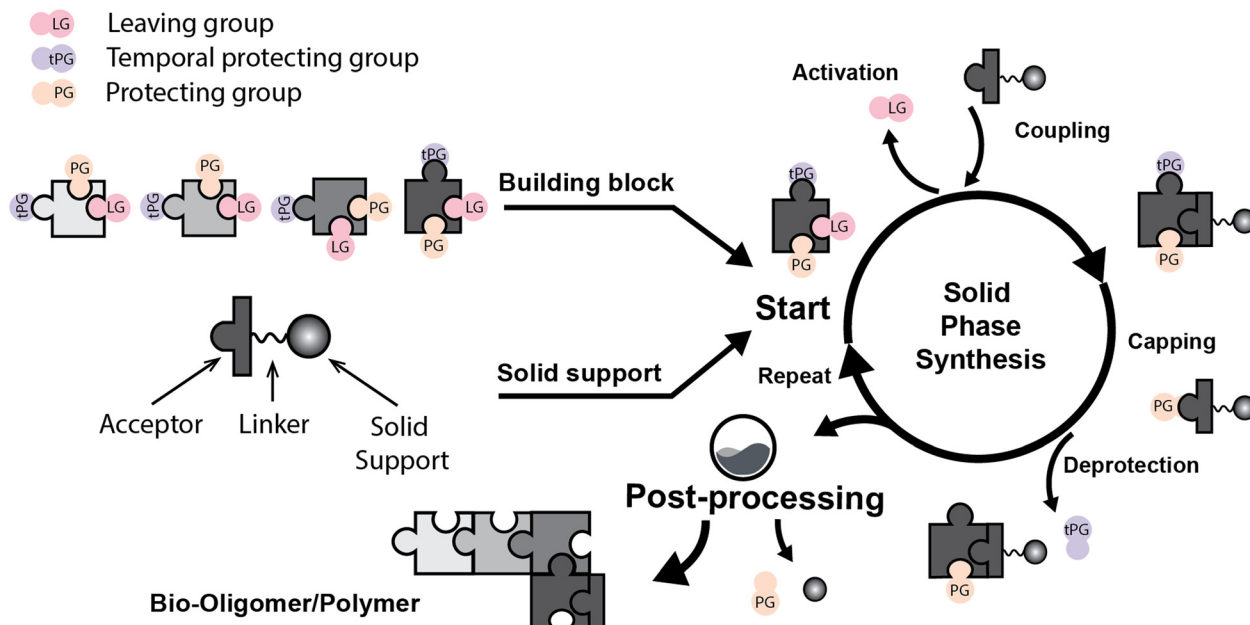 LG Leaving group
tPG Temporal protecting group
PG Protecting group
Activation
LG
Coupling
PG
tPG
LG
PG
tPG
LG
tPG
PG
LG
tPG
LG
PG
Building block
tPG
LG
PG
tPG
PG
Start
Solid
Phase
Synthesis
Capping
PG
Solid support
Repeat
Acceptor
Linker
Solid
Support
Deprotection
tPG
PG
Post-processing
PG
Bio-Oligomer/Polymer